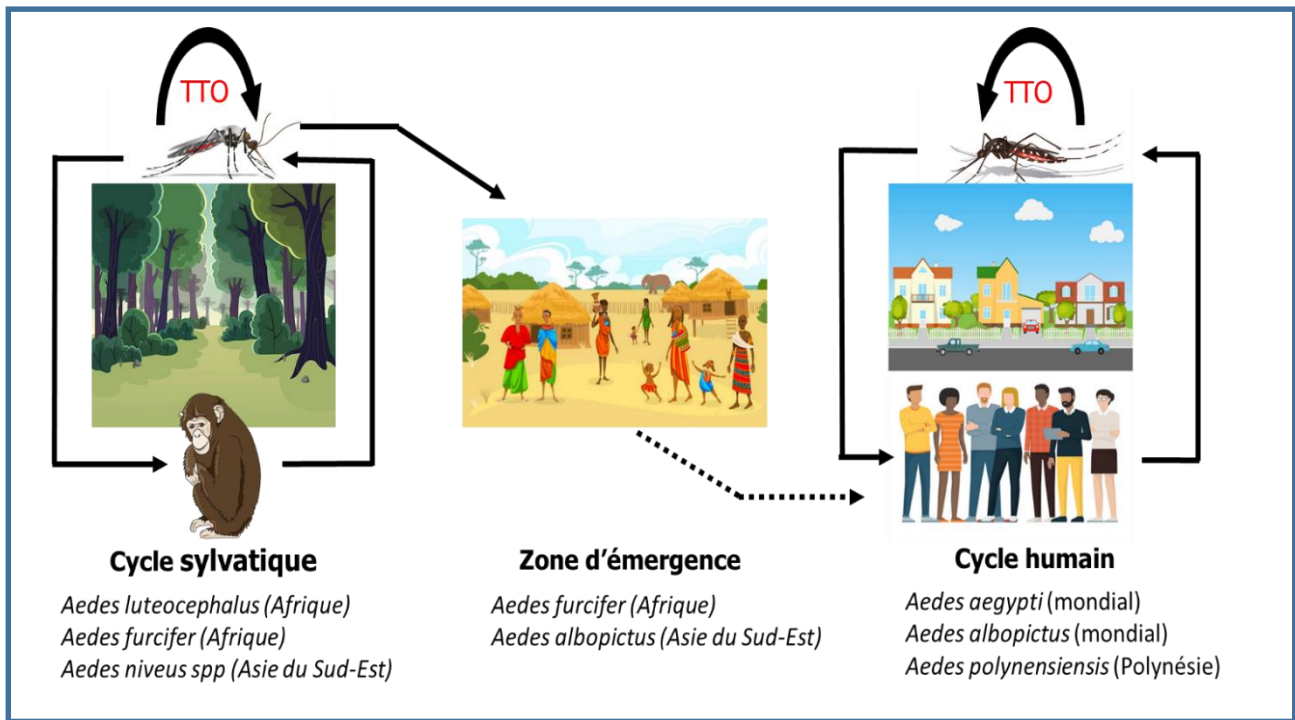 TTO
TTO
Cycle sylvatique
Aedes luteocephalus (Afrique)
Aedes furcifer (Afrique)
Aedes niveus spp (Asie du Sud-Est)
Zone d’émergence
Aedes furcifer (Afrique)
Aedes albopictus (Asie du Sud-Est)
Cycle humain
Aedes aegypti (mondial)
Aedes albopictus (mondial)
Aedes polynensiensis (Polynésie)